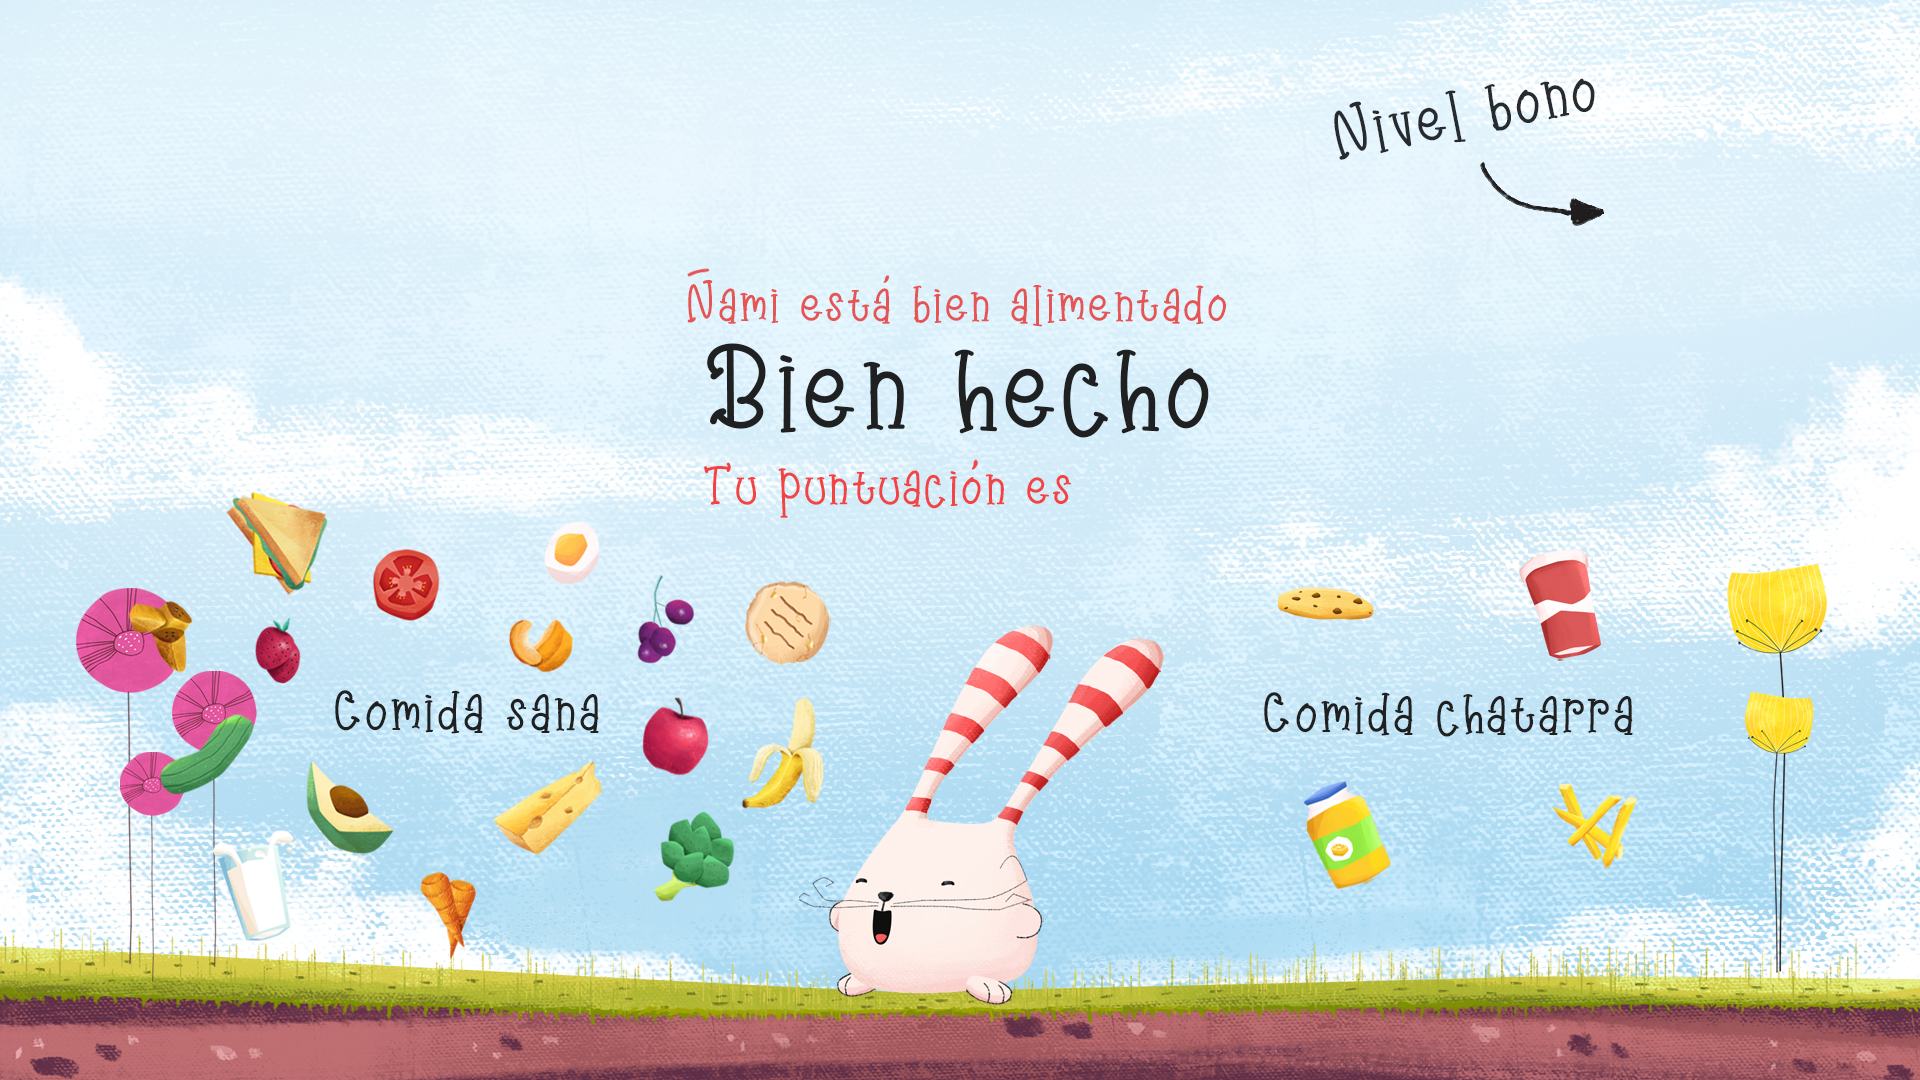 Nivel bono
Ñami está bien alimentado
Bien hecho
Tu puntuación es
Comida sana
Comida chatarra